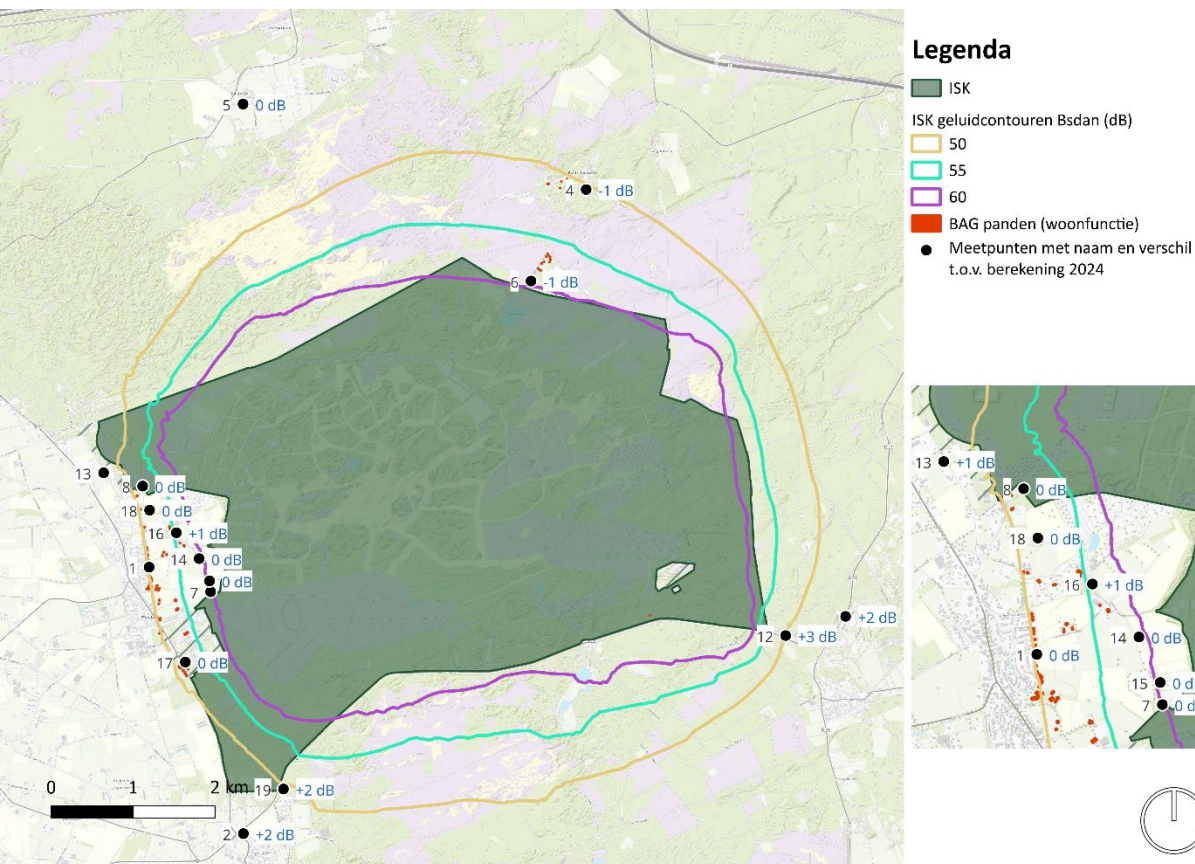 5 0 dB
4 -1 dB
6 -1 dB
13
8 0 dB
18 0 dB
16 +1 dB
14 0 dB
1
0 dB
7
17 0 dB
12 +3 dB
+2 dB
0 1 2 km
19 +2 dB
2 +2 dB
Legenda
ISK
ISK geluidcontouren Bsdan (dB)
50
55
60
BAG panden (woonfunctie)
Meetpunten met naam en verschil
t.o.v. berekening 2024
13 +1 dB
8 0 dB
18 0 dB
16 +1 dB
14 0 dB
1 0 dB
15 0 d
7 0 d